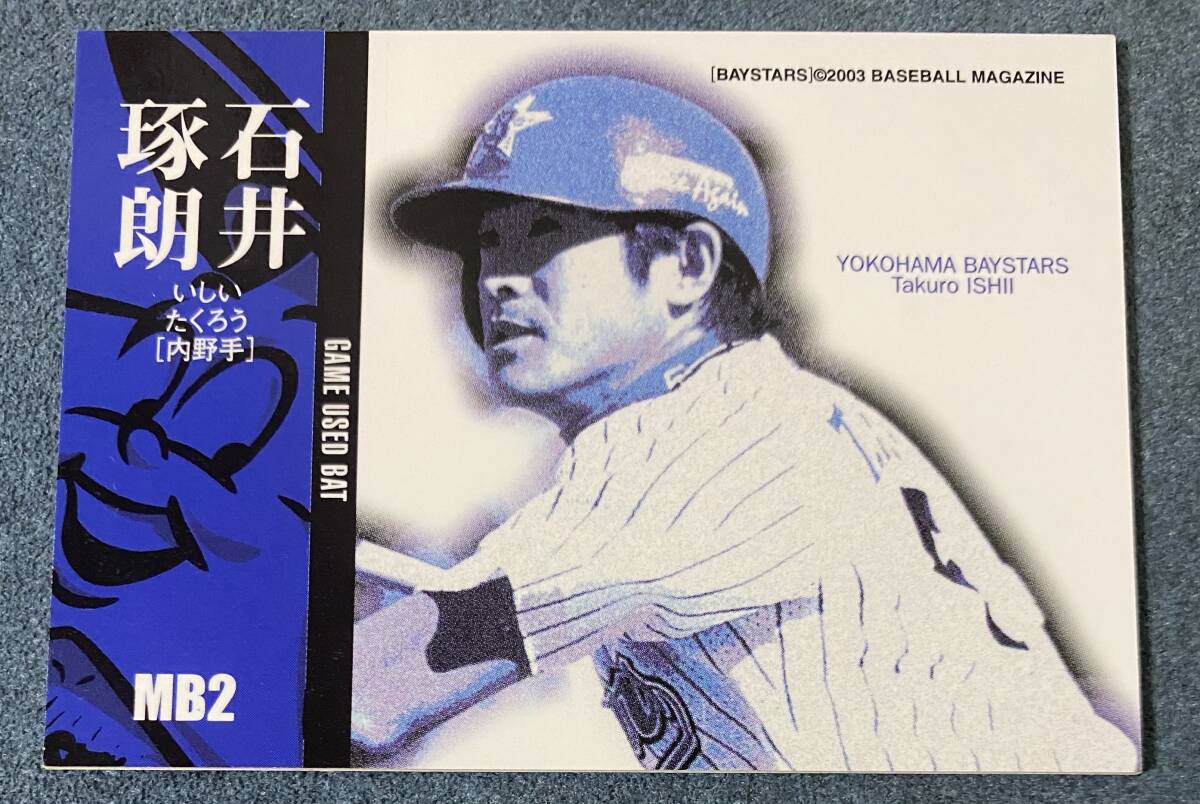 石井
琢朗
いしい
たくろう
[内野手]
GAME USED BAT
MB2
[BAYSTARS]©2003 BASEBALL MAGAZINE
Again
YOKOHAMA BAYSTARS
Takuro ISHII